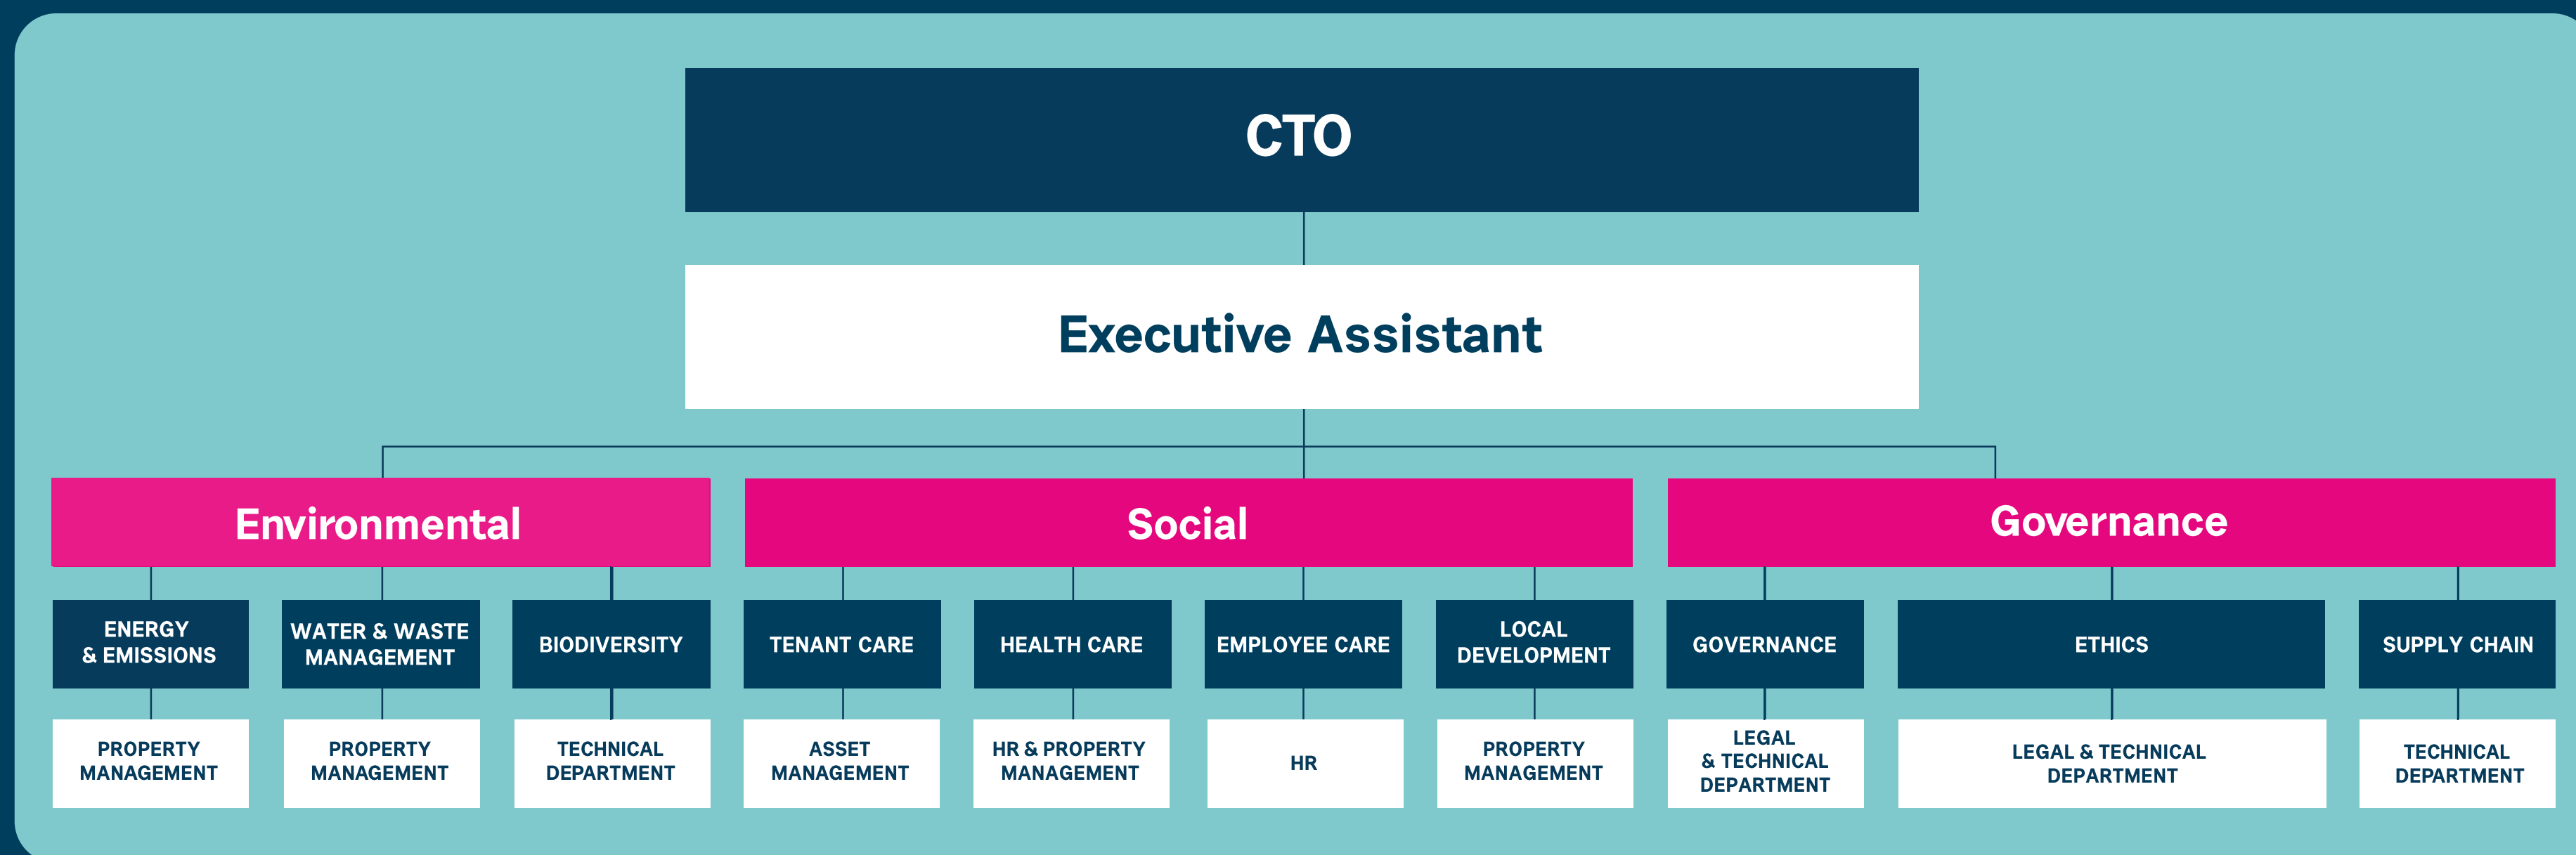 CTO
Executive Assistant
Environmental
Social
Governance
ENERGY
& EMISSIONS
WATER & WASTE
MANAGEMENT
BIODIVERSITY
TENANT CARE
HEALTH CARE
EMPLOYEE CARE
LOCAL
DEVELOPMENT
GOVERNANCE
ETHICS
SUPPLY CHAIN
PROPERTY
MANAGEMENT
PROPERTY
MANAGEMENT
TECHNICAL
DEPARTMENT
ASSET
MANAGEMENT
HR & PROPERTY
MANAGEMENT
HR
PROPERTY
MANAGEMENT
LEGAL
& TECHNICAL
DEPARTMENT
LEGAL & TECHNICAL
DEPARTMENT
TECHNICAL
DEPARTMENT